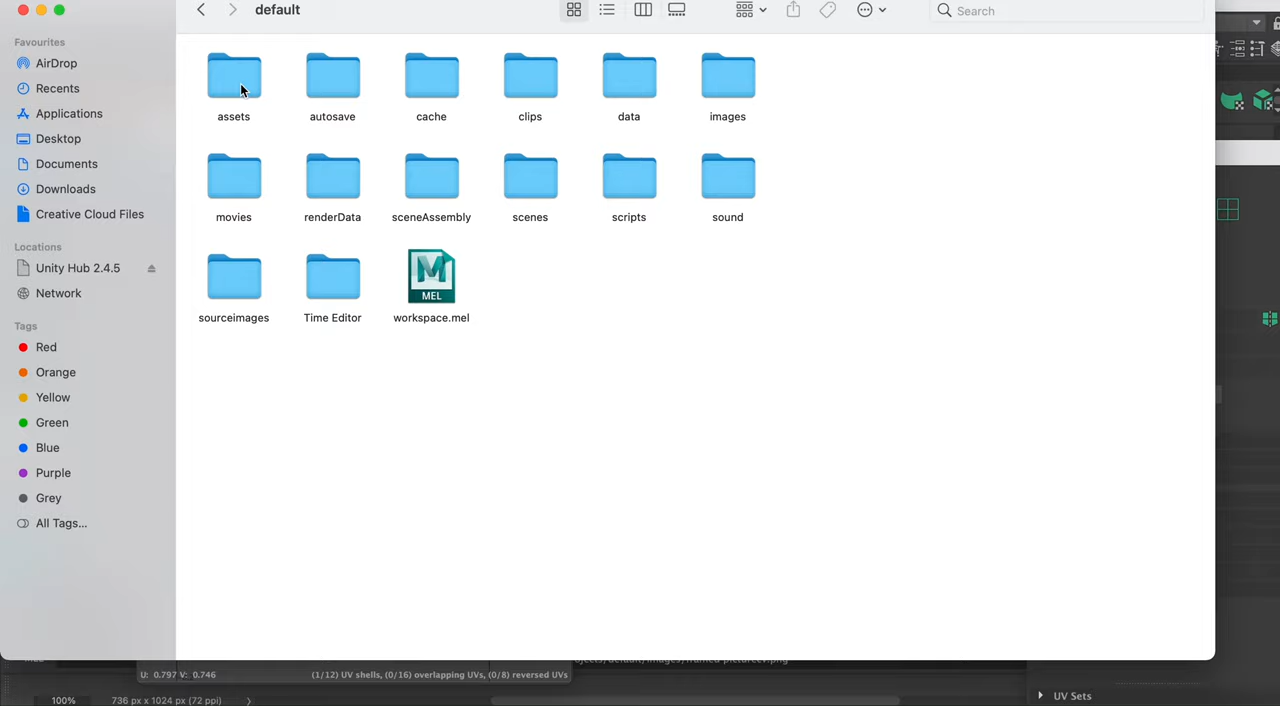 default
Search
Favourites
AirDrop
Recents
Applications
Desktop
Documents
Downloads
Creative Cloud Files
Locations
Unity Hub 2.4.5
Network
Tags
Red
Orange
Yellow
Green
Blue
Purple
Grey
All Tags...
assets
autosave
cache
clips
data
images
movies
renderData
sceneAssembly
scenes
scripts
sound
sourceimages
Time Editor
MEL
workspace.mel
U: 0.797 V: 0.746
(1/12) UV shells, (0/16) overlapping UVs, (0/8) reversed UVs
100%
736 px x 1024 px (72 ppi)
UV Sets